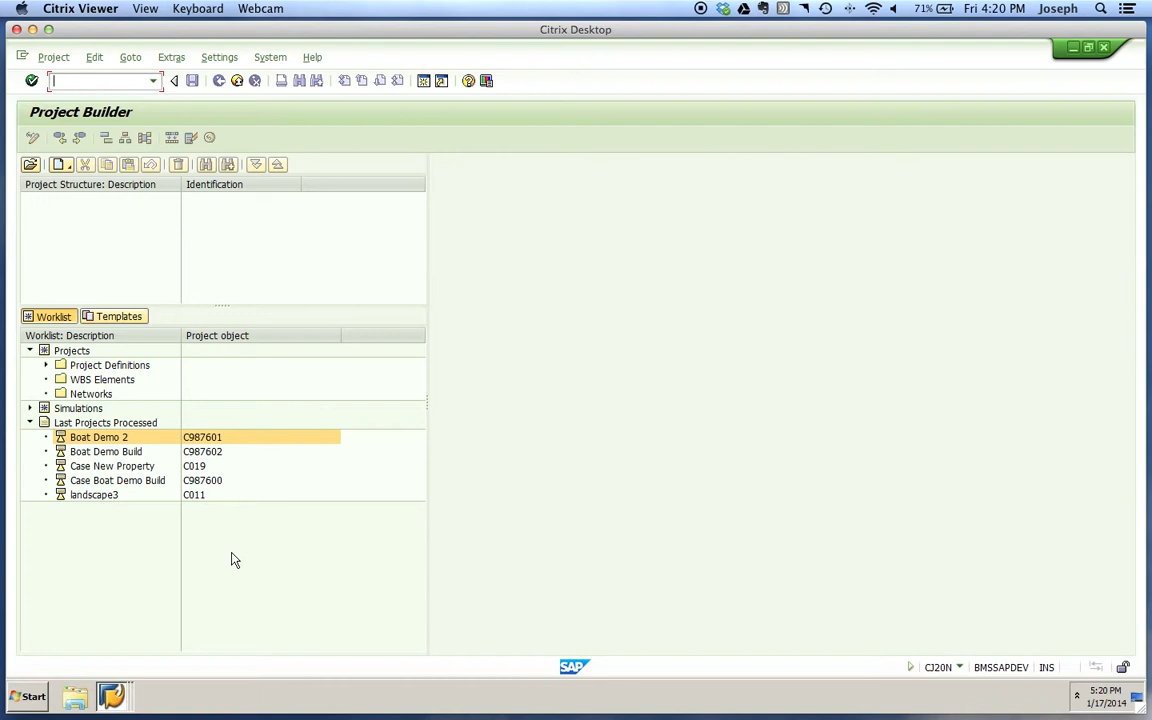 Citrix Viewer View Keyboard Webcam 71% Fri 4:20 PM Joseph
Citrix Desktop
Project Edit Goto Extras Settings System Help
Project Builder
Project Structure: Description Identification
Worklist Templates
Worklist: Description Project object
Projects
Project Definitions
WBS Elements
Networks
Simulations
Last Projects Processed
Boat Demo 2 C987601
Boat Demo Build C987602
Case New Property C019
Case Boat Demo Build C987600
landscape3 C011
SAP CJ20N BMSSAPDEV INS
Start 5:20 PM
1/17/2014